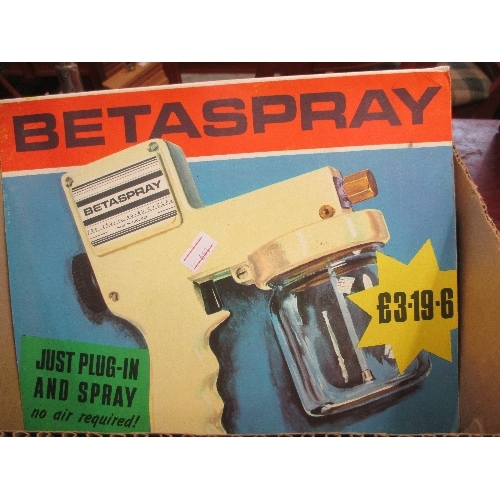 BETASPRAY
BETASPRAY
£3-19-6
JUST PLUG-IN
AND SPRAY
no air required!